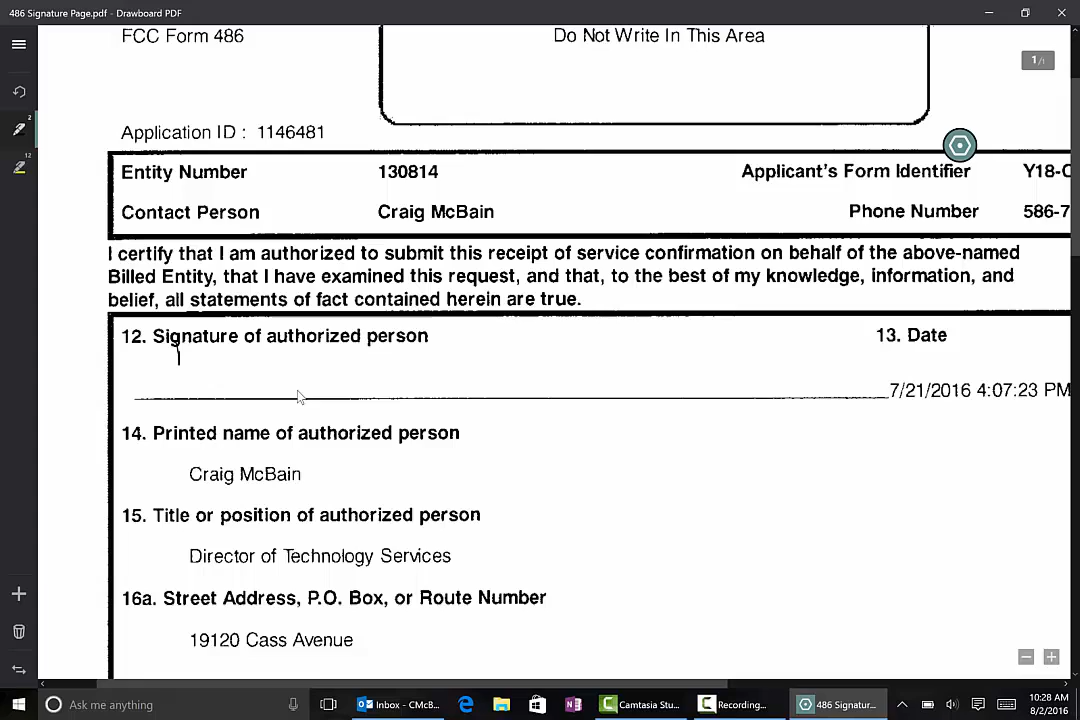 486 Signature Page.pdf - Drawboard PDF
FCC Form 486
Do Not Write In This Area
1/1
2
12
Application ID : 1146481
Entity Number 130814 Applicant's Form Identifier Y18-C
Contact Person Craig McBain Phone Number 586-7
I certify that I am authorized to submit this receipt of service confirmation on behalf of the above-named
Billed Entity, that I have examined this request, and that, to the best of my knowledge, information, and
belief, all statements of fact contained herein are true.
12. Signature of authorized person 13. Date
7/21/2016 4:07:23 PM
14. Printed name of authorized person
Craig McBain
15. Title or position of authorized person
Director of Technology Services
16a. Street Address, P.O. Box, or Route Number
19120 Cass Avenue
Ask me anything Inbox - CMcB... Camtasia Stu... Recording... 486 Signatur... 10:28 AM
8/2/2016